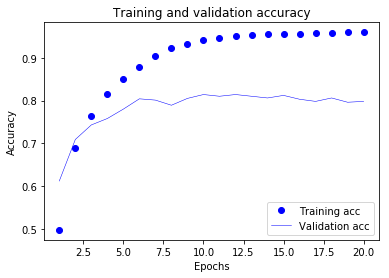 Training and validation accuracy
Accuracy
0.9
0.8
0.7
0.6
0.5
Training acc
Validation acc
2.5 5.0 7.5 10.0 12.5 15.0 17.5 20.0
Epochs